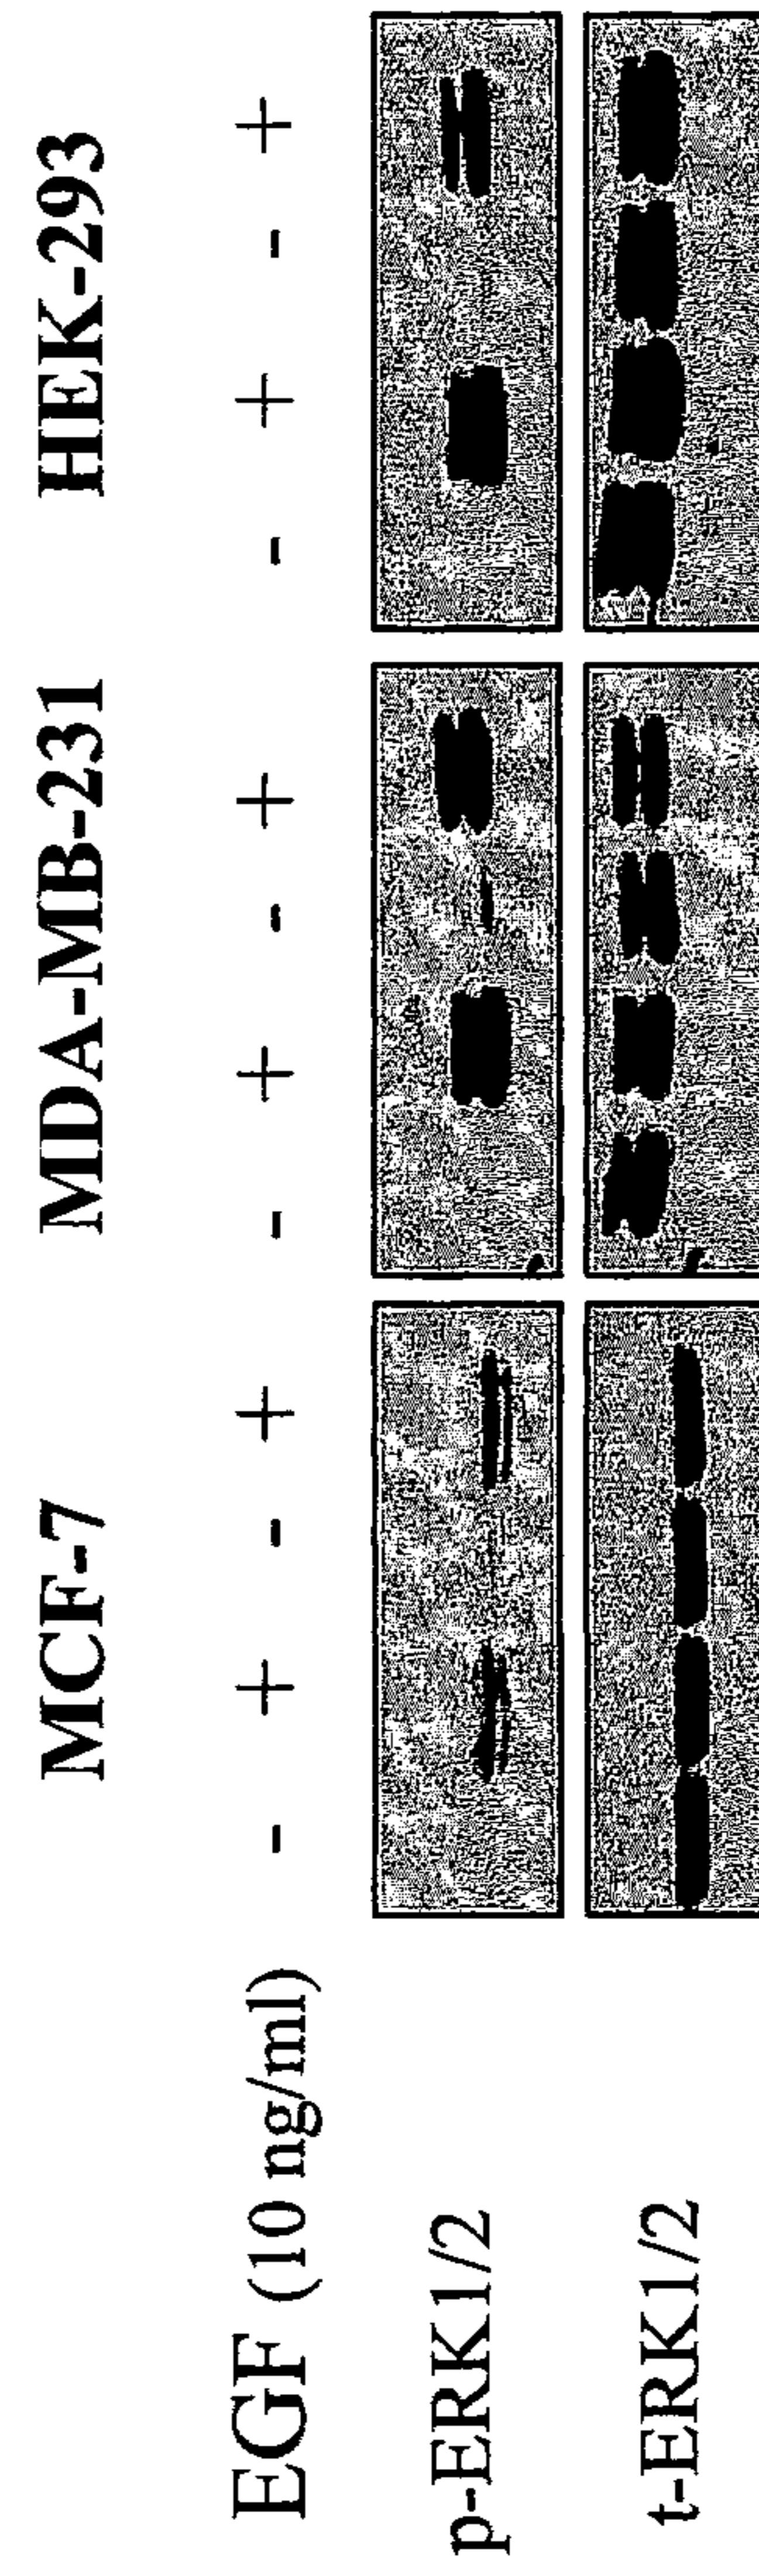 MCF-7 MDA-MB-231 HEK-293
EGF (10 ng/ml) - + - + - + - + - + - +
p-ERK1/2
t-ERK1/2